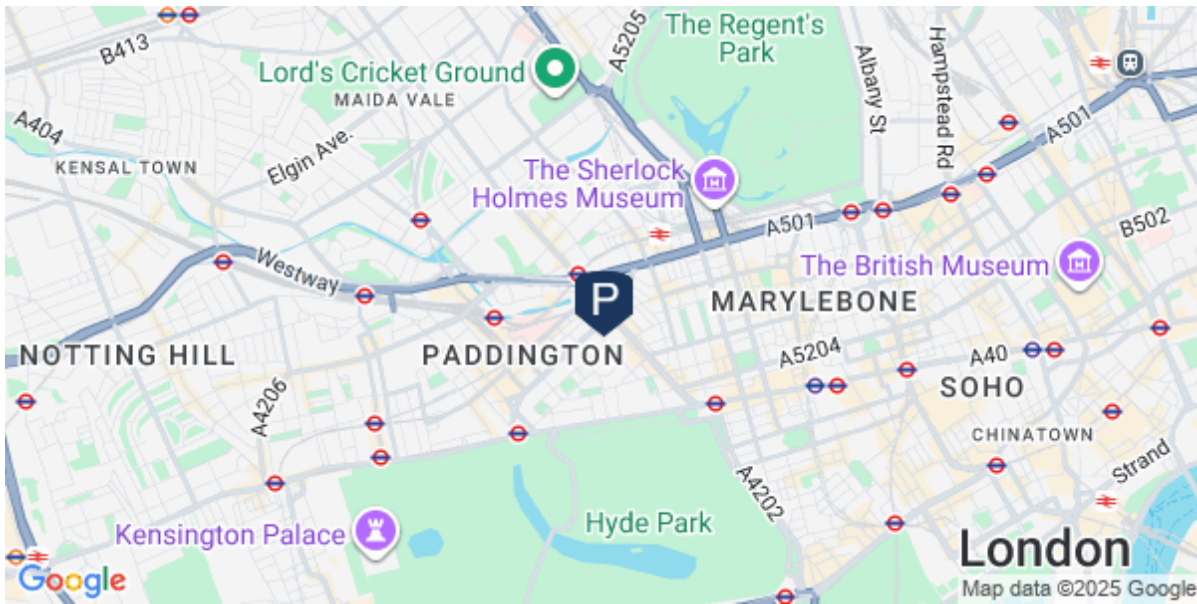 B413
A5205
The Regent's
Park
Lord's Cricket Ground
MAIDA VALE
Albany St
Hampstead Rd
A501
A404
KENSAL TOWN
Elgin Ave.
The Sherlock
Holmes Museum
A501
B502
Westway
The British Museum
P
MARYLEBONE
NOTTING HILL
PADDINGTON
A5204
A40
SOHO
A4206
CHINATOWN
Strand
A4202
Kensington Palace
Hyde Park
London
Google
Map data ©2025 Google